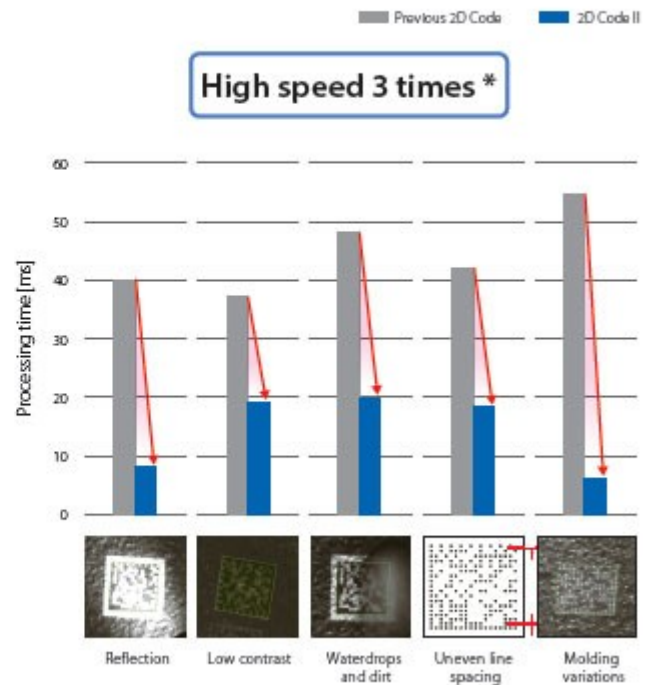 Previous 2D Code
2D Code II
High speed 3 times *
Processing time [ms]
60
50
40
30
20
10
0
Reflection
Low contrast
Waterdrops
and dirt
Uneven line
spacing
Molding
variations